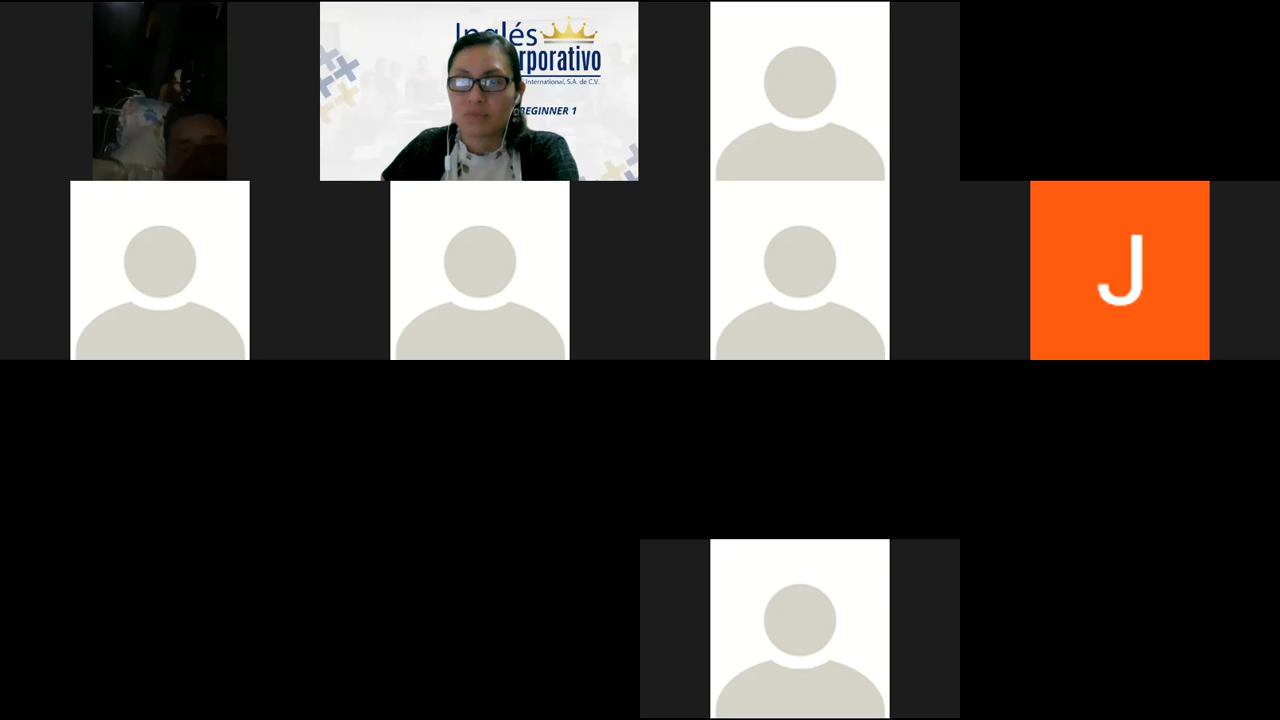 Inglés
rporativo
International, S.A. de C.V.
BEGINNER 1
J